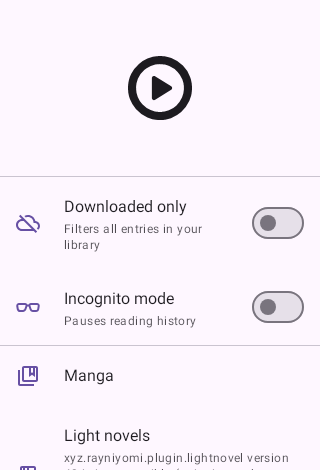 Downloaded only
Filters all entries in your
library
Incognito mode
Pauses reading history
Manga
Light novels
xyz.rayniyomi.plugin.lightnovel version